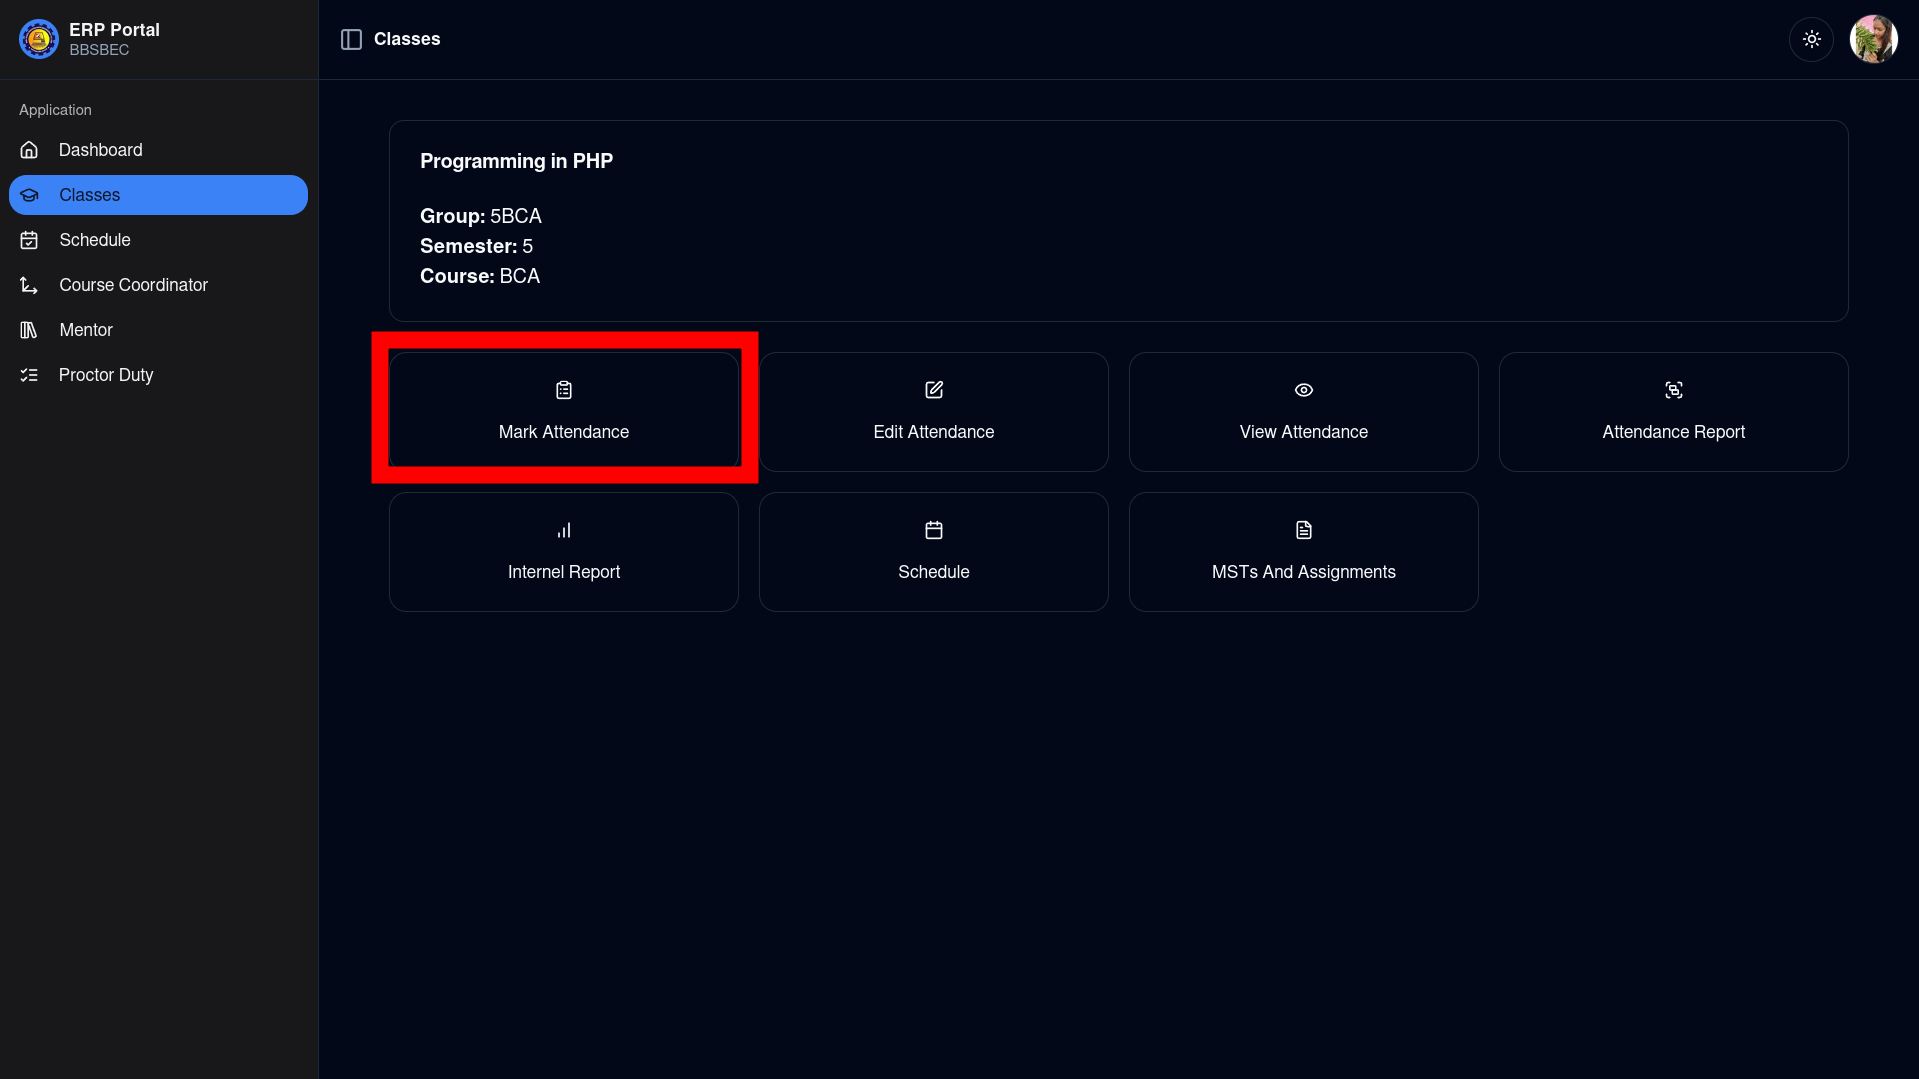 ERP Portal
BBSBEC
Application
Dashboard
Classes
Schedule
Course Coordinator
Mentor
Proctor Duty
Classes
Programming in PHP
Group: 5BCA
Semester: 5
Course: BCA
Mark Attendance
Edit Attendance
View Attendance
Attendance Report
Internel Report
Schedule
MSTs And Assignments